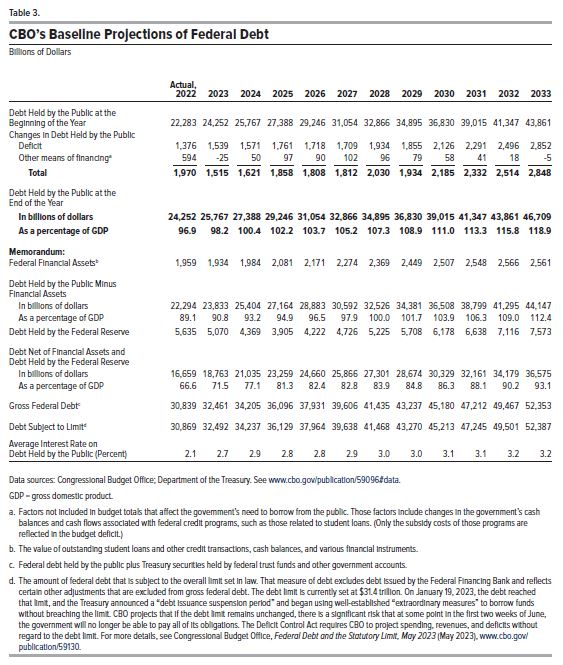 Table 3.
CBO's Baseline Projections of Federal Debt
Billions of Dollars
Actual,
2022 2023 2024 2025 2026 2027 2028 2029 2030 2031 2032 2033
Debt Held by the Public at the
Beginning of the Year 22,283 24,252 25,767 27,388 29,246 31,054 32,866 34,895 36,830 39,015 41,347 43,861
Changes in Debt Held by the Public
Deficit 1,376 1,539 1,571 1,761 1,718 1,709 1,934 1,855 2,126 2,291 2,496 2,852
Other means of financingᵃ 594 -25 50 97 90 102 96 79 58 41 18 -5
Total 1,970 1,515 1,621 1,858 1,808 1,812 2,030 1,934 2,185 2,332 2,514 2,848
Debt Held by the Public at the
End of the Year
In billions of dollars 24,252 25,767 27,388 29,246 31,054 32,866 34,895 36,830 39,015 41,347 43,861 46,709
As a percentage of GDP 96.9 98.2 100.4 102.2 103.7 105.2 107.3 108.9 111.0 113.3 115.8 118.9
Memorandum:
Federal Financial Assetsᵇ 1,959 1,934 1,984 2,081 2,171 2,274 2,369 2,449 2,507 2,548 2,566 2,561
Debt Held by the Public Minus
Financial Assets
In billions of dollars 22,294 23,833 25,404 27,164 28,883 30,592 32,526 34,381 36,508 38,799 41,295 44,147
As a percentage of GDP 89.1 90.8 93.2 94.9 96.5 97.9 100.0 101.7 103.9 106.3 109.0 112.4
Debt Held by the Federal Reserve 5,635 5,070 4,369 3,905 4,222 4,726 5,225 5,708 6,178 6,638 7,116 7,573
Debt Net of Financial Assets and
Debt Held by the Federal Reserve
In billions of dollars 16,659 18,763 21,035 23,259 24,660 25,866 27,301 28,674 30,329 32,161 34,179 36,575
As a percentage of GDP 66.6 71.5 77.1 81.3 82.4 82.8 83.9 84.8 86.3 88.1 90.2 93.1
Gross Federal Debtᶜ 30,839 32,461 34,205 36,096 37,931 39,606 41,435 43,237 45,180 47,212 49,467 52,353
Debt Subject to Limitᵈ 30,869 32,492 34,237 36,129 37,964 39,638 41,468 43,270 45,213 47,245 49,501 52,387
Average Interest Rate on
Debt Held by the Public (Percent) 2.1 2.7 2.9 2.8 2.8 2.9 3.0 3.0 3.1 3.1 3.2 3.2
Data sources: Congressional Budget Office; Department of the Treasury. See www.cbo.gov/publication/59096#data.
GDP = gross domestic product.
a. Factors not included in budget totals that affect the government's need to borrow from the public. Those factors include changes in the government's cash
balances and cash flows associated with federal credit programs, such as those related to student loans. (Only the subsidy costs of those programs are
reflected in the budget deficit.)
b. The value of outstanding student loans and other credit transactions, cash balances, and various financial instruments.
c. Federal debt held by the public plus Treasury securities held by federal trust funds and other government accounts.
d. The amount of federal debt that is subject to the overall limit set in law. That measure of debt excludes debt issued by the Federal Financing Bank and reflects
certain other adjustments that are excluded from gross federal debt. The debt limit is currently set at $31.4 trillion. On January 19, 2023, the debt reached
that limit, and the Treasury announced a "debt issuance suspension period" and began using well-established "extraordinary measures" to borrow funds
without breaching the limit. CBO projects that if the debt limit remains unchanged, there is a significant risk that at some point in the first two weeks of June,
the government will no longer be able to pay all of its obligations. The Deficit Control Act requires CBO to project spending, revenues, and deficits without
regard to the debt limit. For more details, see Congressional Budget Office, Federal Debt and the Statutory Limit, May 2023 (May 2023), www.cbo.gov/
publication/59130.